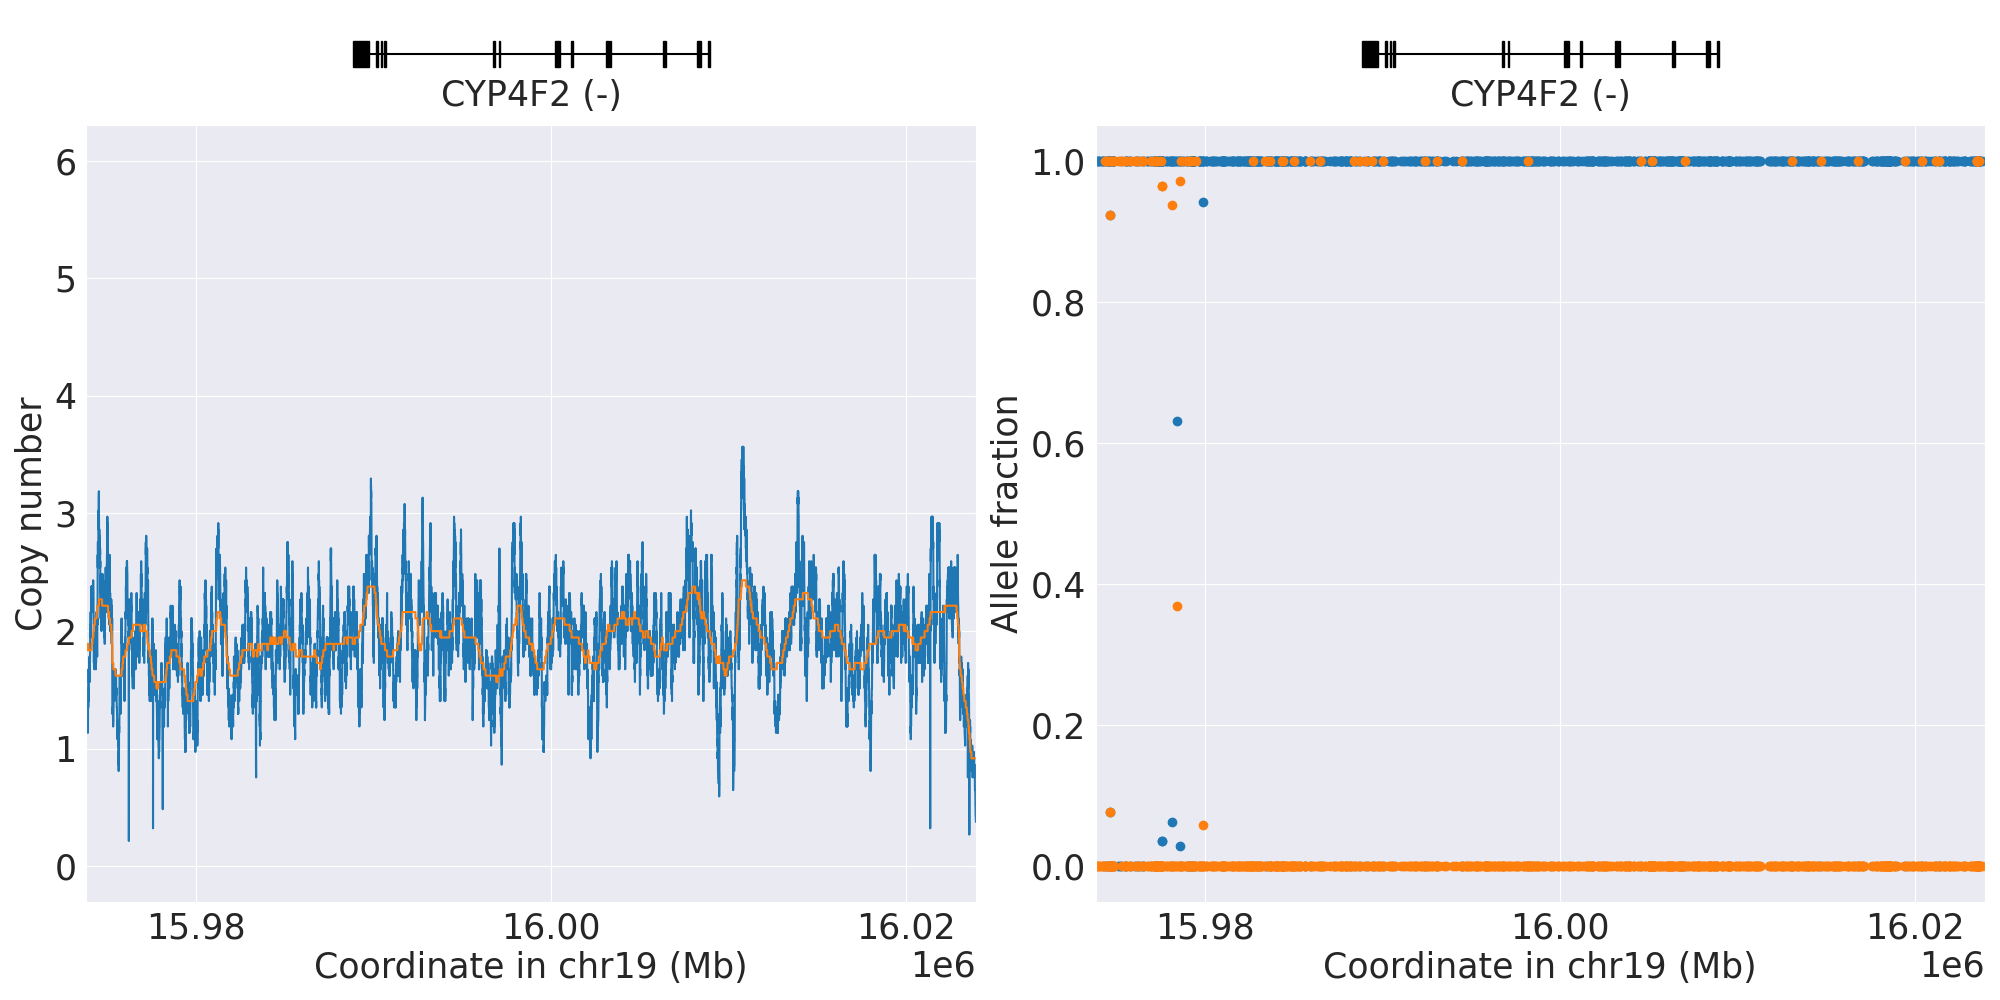 CYP4F2 (-)
6
5
4
3
2
1
0
Copy number
15.98
16.00
16.02
Coordinate in chr19 (Mb)
1e6
CYP4F2 (-)
1.0
0.8
0.6
0.4
0.2
0.0
Allele fraction
15.98
16.00
16.02
Coordinate in chr19 (Mb)
1e6